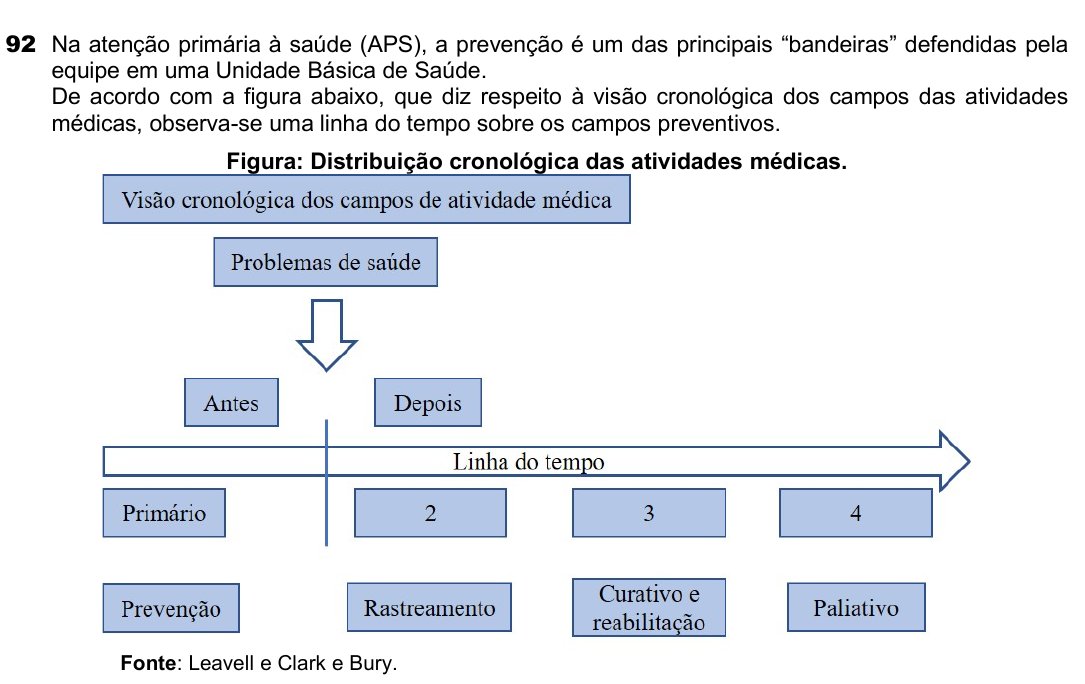 92 Na atenção primária à saúde (APS), a prevenção é um das principais “bandeiras” defendidas pela
equipe em uma Unidade Básica de Saúde.
De acordo com a figura abaixo, que diz respeito à visão cronológica dos campos das atividades
médicas, observa-se uma linha do tempo sobre os campos preventivos.
Figura: Distribuição cronológica das atividades médicas.
Visão cronológica dos campos de atividade médica
Problemas de saúde
Antes
Depois
Linha do tempo
Primário
2
3
4
Prevenção
Rastreamento
Curativo e
reabilitação
Paliativo
Fonte: Leavell e Clark e Bury.